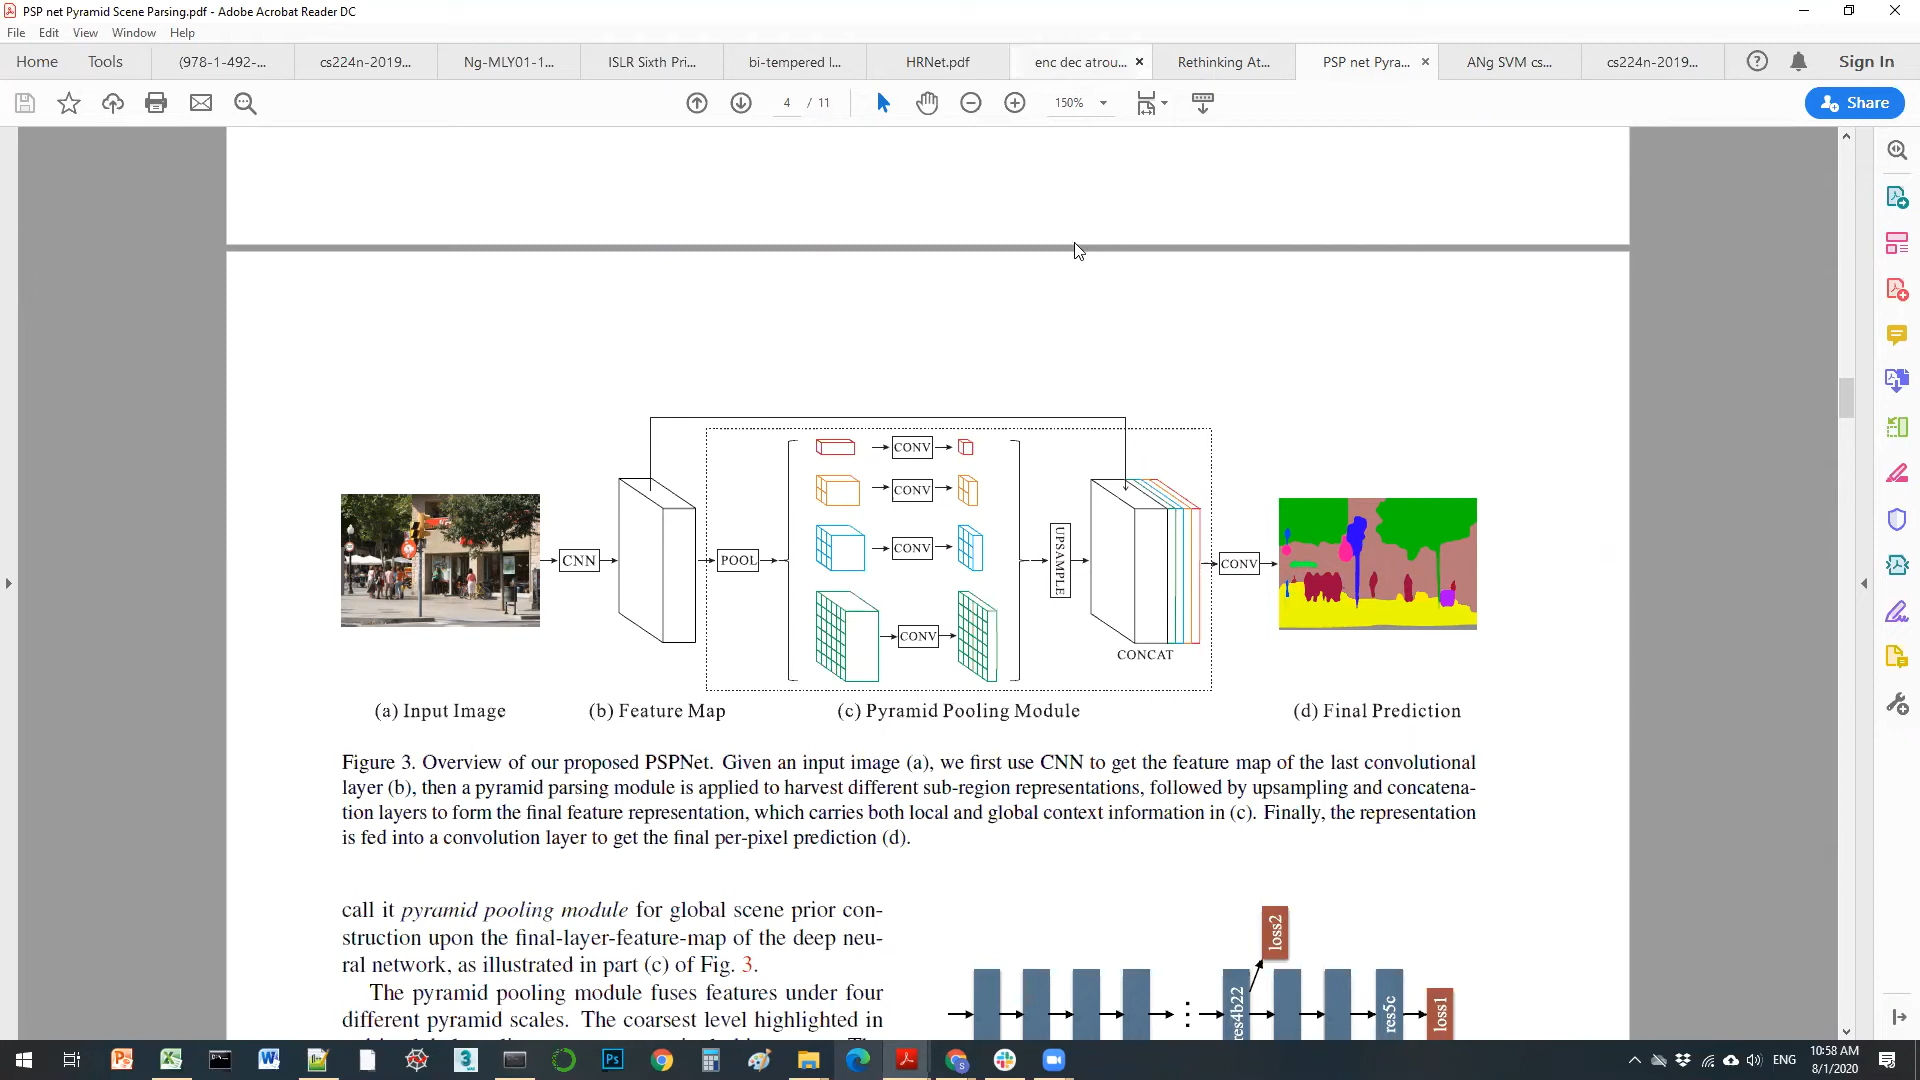 PSP net Pyramid Scene Parsing.pdf - Adobe Acrobat Reader DC
File Edit View Window Help
Home Tools (978-1-492-... cs224n-2019... Ng-MLY01-1... ISLR Sixth Pri... bi-tempered l... HRNet.pdf enc dec atrou... Rethinking At... PSP net Pyra... ANg SVM cs... cs224n-2019... Sign In
4 / 11 150% Share
CONV
CONV
CONV
CONV
CNN
POOL
UPSAMPLE
CONCAT
CONV
(a) Input Image (b) Feature Map (c) Pyramid Pooling Module (d) Final Prediction
Figure 3. Overview of our proposed PSPNet. Given an input image (a), we first use CNN to get the feature map of the last convolutional
layer (b), then a pyramid parsing module is applied to harvest different sub-region representations, followed by upsampling and concatena-
tion layers to form the final feature representation, which carries both local and global context information in (c). Finally, the representation
is fed into a convolution layer to get the final per-pixel prediction (d).
call it pyramid pooling module for global scene prior con-
struction upon the final-layer-feature-map of the deep neu-
ral network, as illustrated in part (c) of Fig. 3.
The pyramid pooling module fuses features under four
different pyramid scales. The coarsest level highlighted in
loss2
res4b22
res5c
loss1
ENG
10:58 AM
8/1/2020